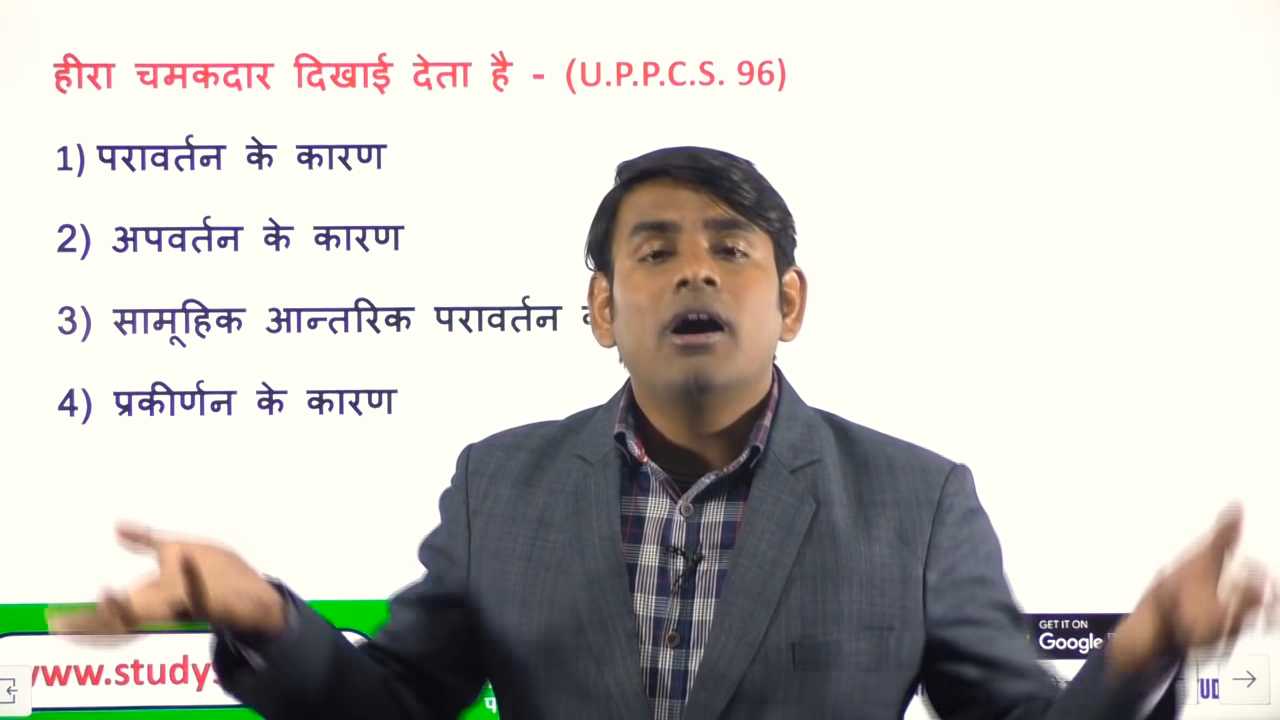 हीरा चमकदार दिखाई देता है - (U.P.P.C.S. 96)
1) परावर्तन के कारण
2) अपवर्तन के कारण
3) सामूहिक आन्तरिक परावर्तन
4) प्रकीर्णन के कारण
GET IT ON
Google
www.study